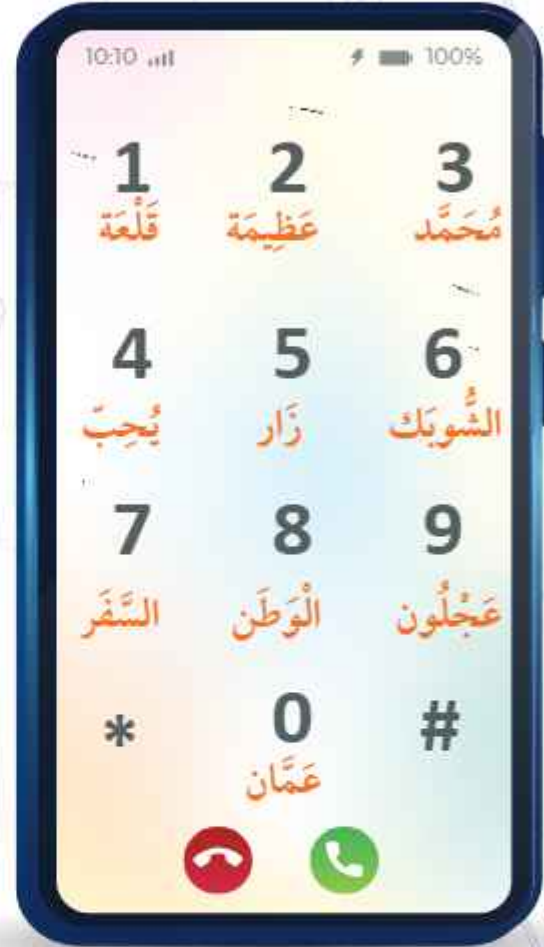 10:10 100%
1 2 3
قَلْعَة عَظِيمَة مُحَمَّد
4 5 6
يُحِبّ زَار الشُّوبَك
7 8 9
السَّفَر الْوَطَن عَجْلُون
* 0 #
عَمَّان